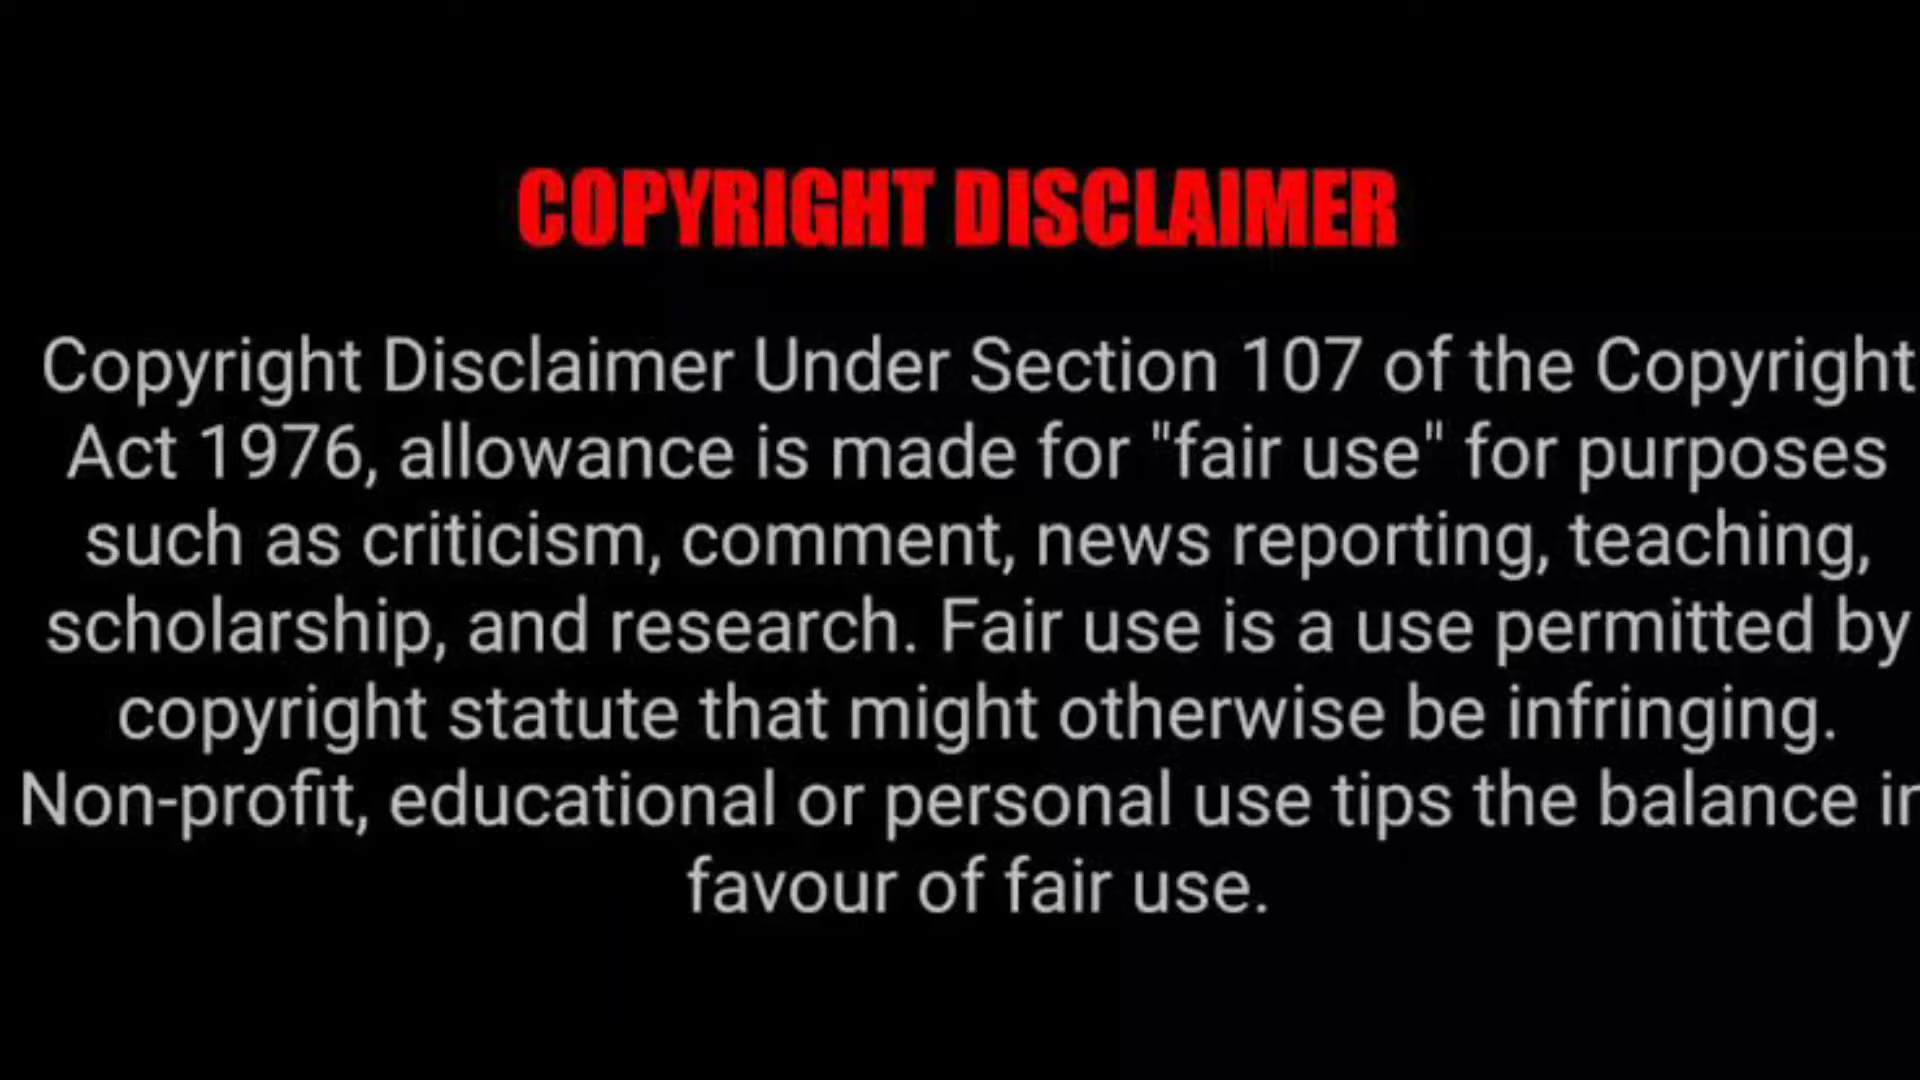 COPYRIGHT DISCLAIMER
Copyright Disclaimer Under Section 107 of the Copyright
Act 1976, allowance is made for "fair use" for purposes
such as criticism, comment, news reporting, teaching,
scholarship, and research. Fair use is a use permitted by
copyright statute that might otherwise be infringing.
Non-profit, educational or personal use tips the balance in
favour of fair use.